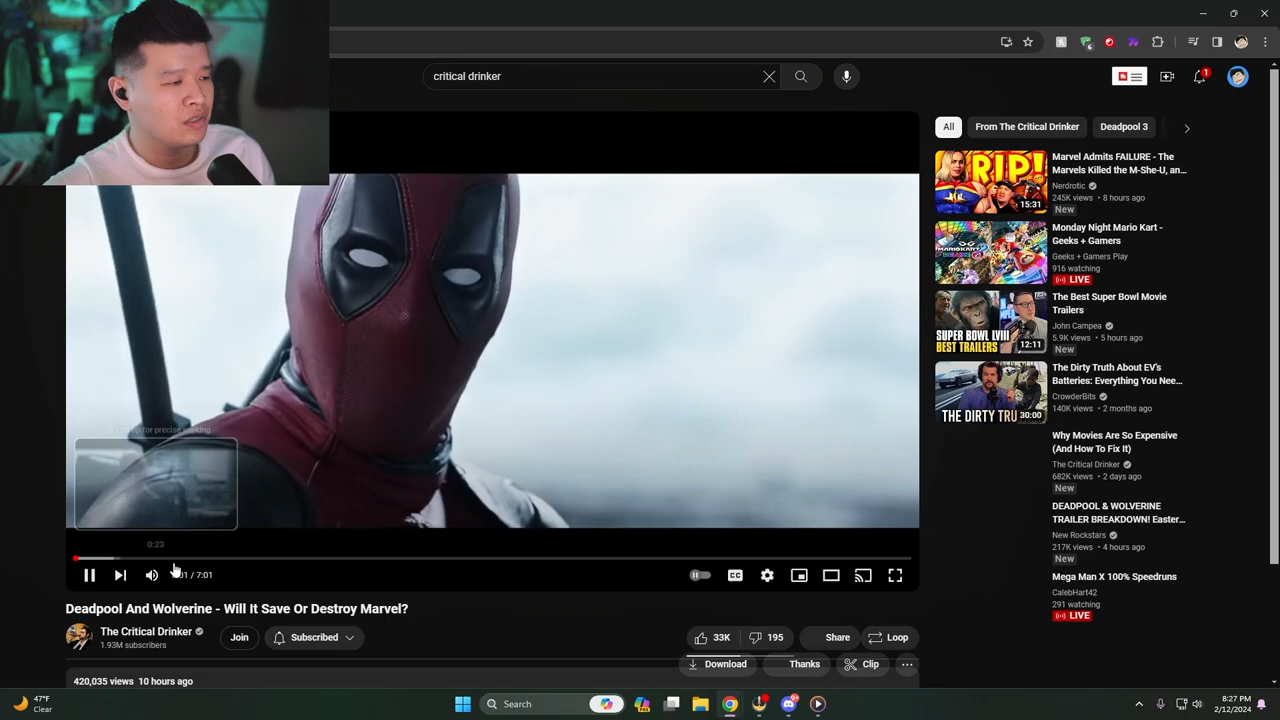 critical drinker
1
All
From The Critical Drinker
Deadpool 3
RIP!
15:31
Marvel Admits FAILURE - The
Marvels Killed the M-She-U, an...
Nerdrotic
245K views • 8 hours ago
New
Monday Night Mario Kart -
Geeks + Gamers
Geeks + Gamers Play
916 watching
LIVE
SUPER BOWL LVIII
BEST TRAILERS
12:11
The Best Super Bowl Movie
Trailers
John Campea
5.9K views • 5 hours ago
New
THE DIRTY TRU
30:00
The Dirty Truth About EV's
Batteries: Everything You Nee...
CrowderBits
140K views • 2 months ago
Why Movies Are So Expensive
(And How To Fix It)
The Critical Drinker
682K views • 2 days ago
New
DEADPOOL & WOLVERINE
TRAILER BREAKDOWN! Easter...
New Rockstars
217K views • 4 hours ago
New
Mega Man X 100% Speedruns
CalebHart42
291 watching
LIVE
for precise seeking
0:23
01 / 7:01
CC
Deadpool And Wolverine - Will It Save Or Destroy Marvel?
The Critical Drinker
1.93M subscribers
Join
Subscribed
33K
195
Share
Loop
Download
Thanks
Clip
420,035 views 10 hours ago
47°F
Clear
Search
8:27 PM
2/12/2024